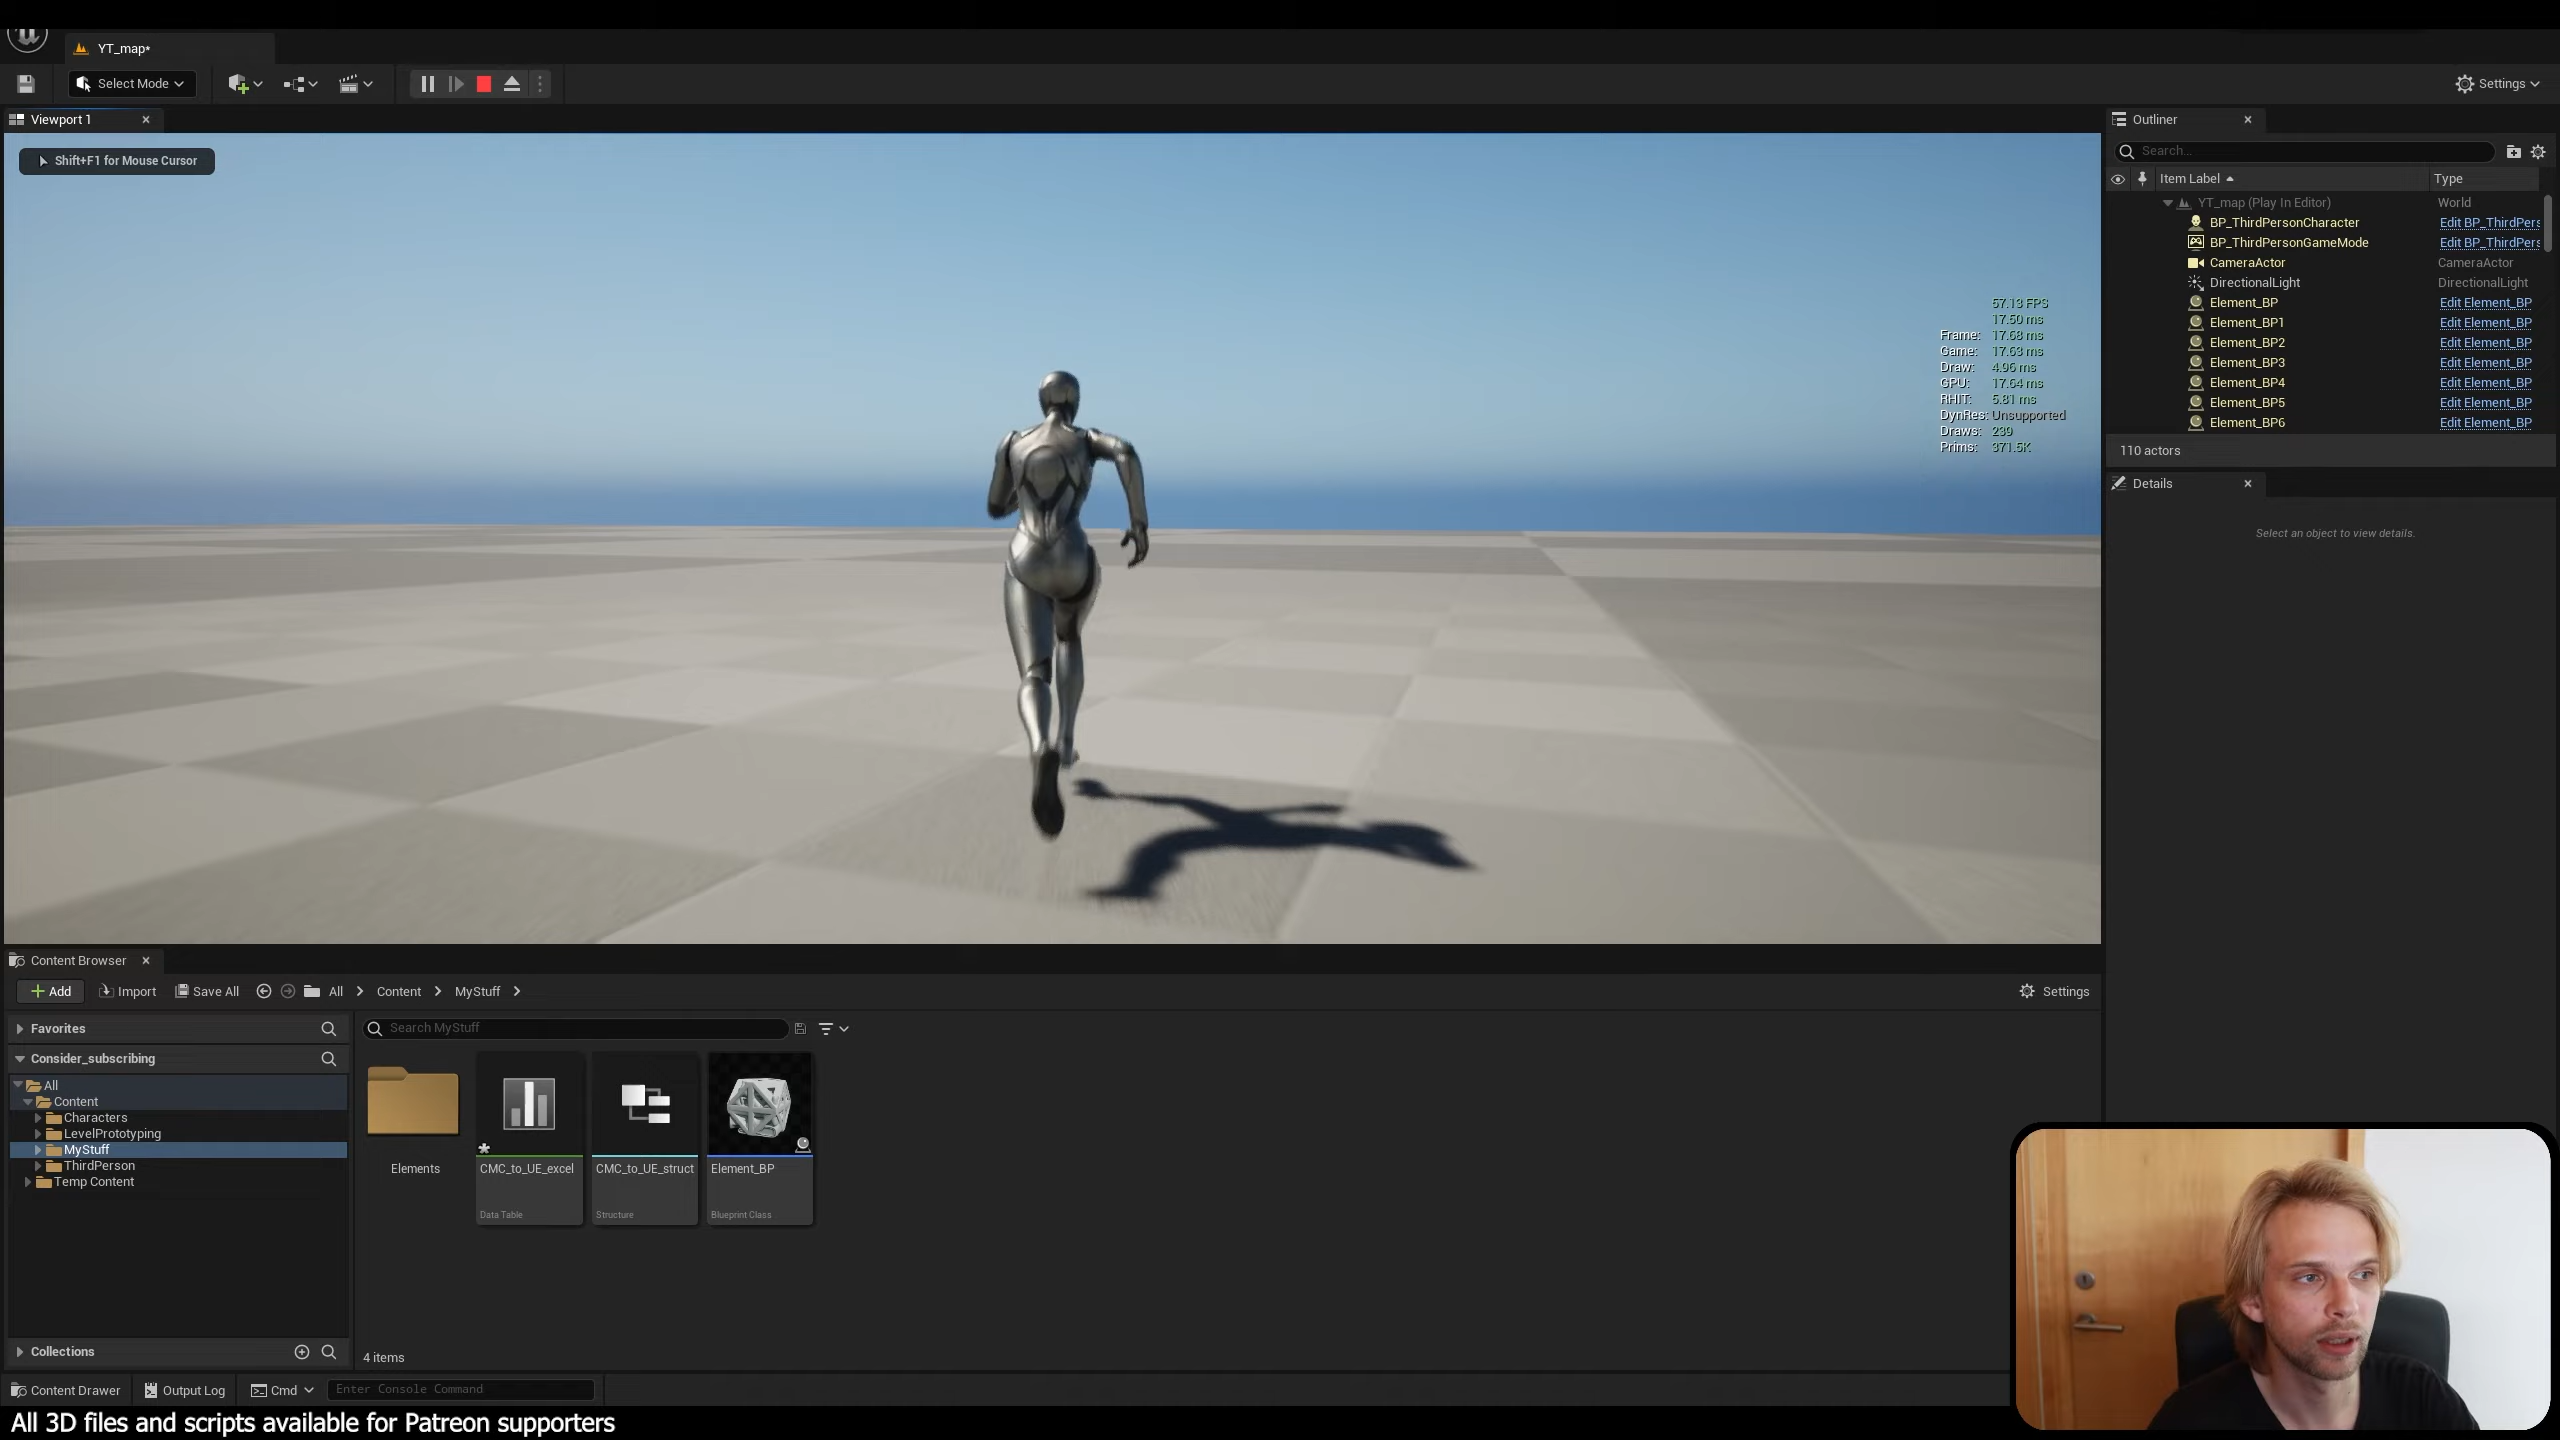 YT_map*
Select Mode
Settings
Viewport 1
Outliner
Shift+F1 for Mouse Cursor
Search...
Item Label
Type
YT_map (Play In Editor)
World
BP_ThirdPersonCharacter
Edit BP_ThirdPers
BP_ThirdPersonGameMode
Edit BP_ThirdPers
CameraActor
CameraActor
DirectionalLight
DirectionalLight
Element_BP
Edit Element_BP
Element_BP1
Edit Element_BP
Element_BP2
Edit Element_BP
Element_BP3
Edit Element_BP
Element_BP4
Edit Element_BP
Element_BP5
Edit Element_BP
Element_BP6
Edit Element_BP
110 actors
57.13 FPS
17.50 ms
Frame: 17.68 ms
Game: 17.63 ms
Draw: 4.96 ms
GPU: 17.64 ms
RHIT: 5.81 ms
DynRes: Unsupported
Draws: 239
Prims: 371.5K
Details
Select an object to view details.
Content Browser
Add
Import
Save All
All
Content
MyStuff
Settings
Favorites
Search MyStuff
Consider_subscribing
All
Content
Characters
LevelPrototyping
MyStuff
ThirdPerson
Temp Content
Elements
CMC_to_UE_excel
Data Table
CMC_to_UE_struct
Structure
Element_BP
Blueprint Class
Collections
4 items
Content Drawer
Output Log
Cmd
Enter Console Command
All 3D files and scripts available for Patreon supporters